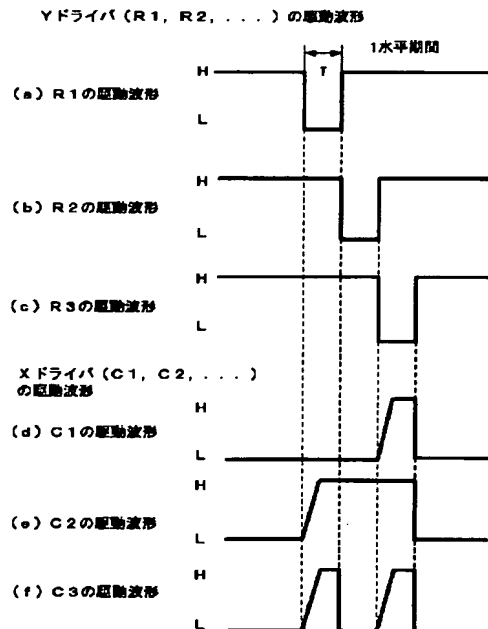 Yドライバ（R1，R2，．．．）の駆動波形
1水平期間
T
H
(a) R1の駆動波形
L
H
(b) R2の駆動波形
L
H
(c) R3の駆動波形
L
Xドライバ（C1，C2，．．．）
の駆動波形
H
(d) C1の駆動波形
L
H
(e) C2の駆動波形
L
H
(f) C3の駆動波形
L